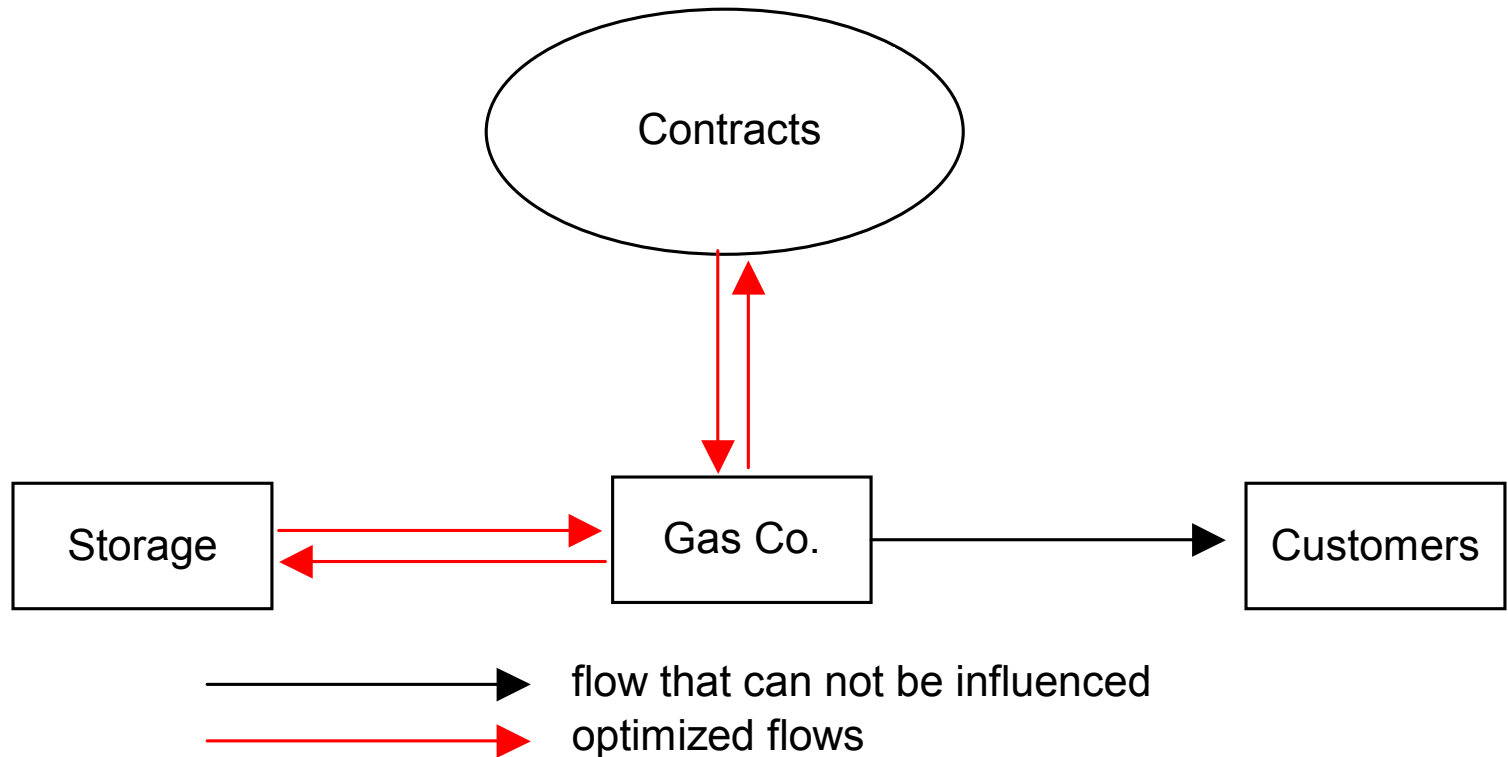 Contracts
Storage
Gas Co.
Customers
flow that can not be influenced
optimized flows